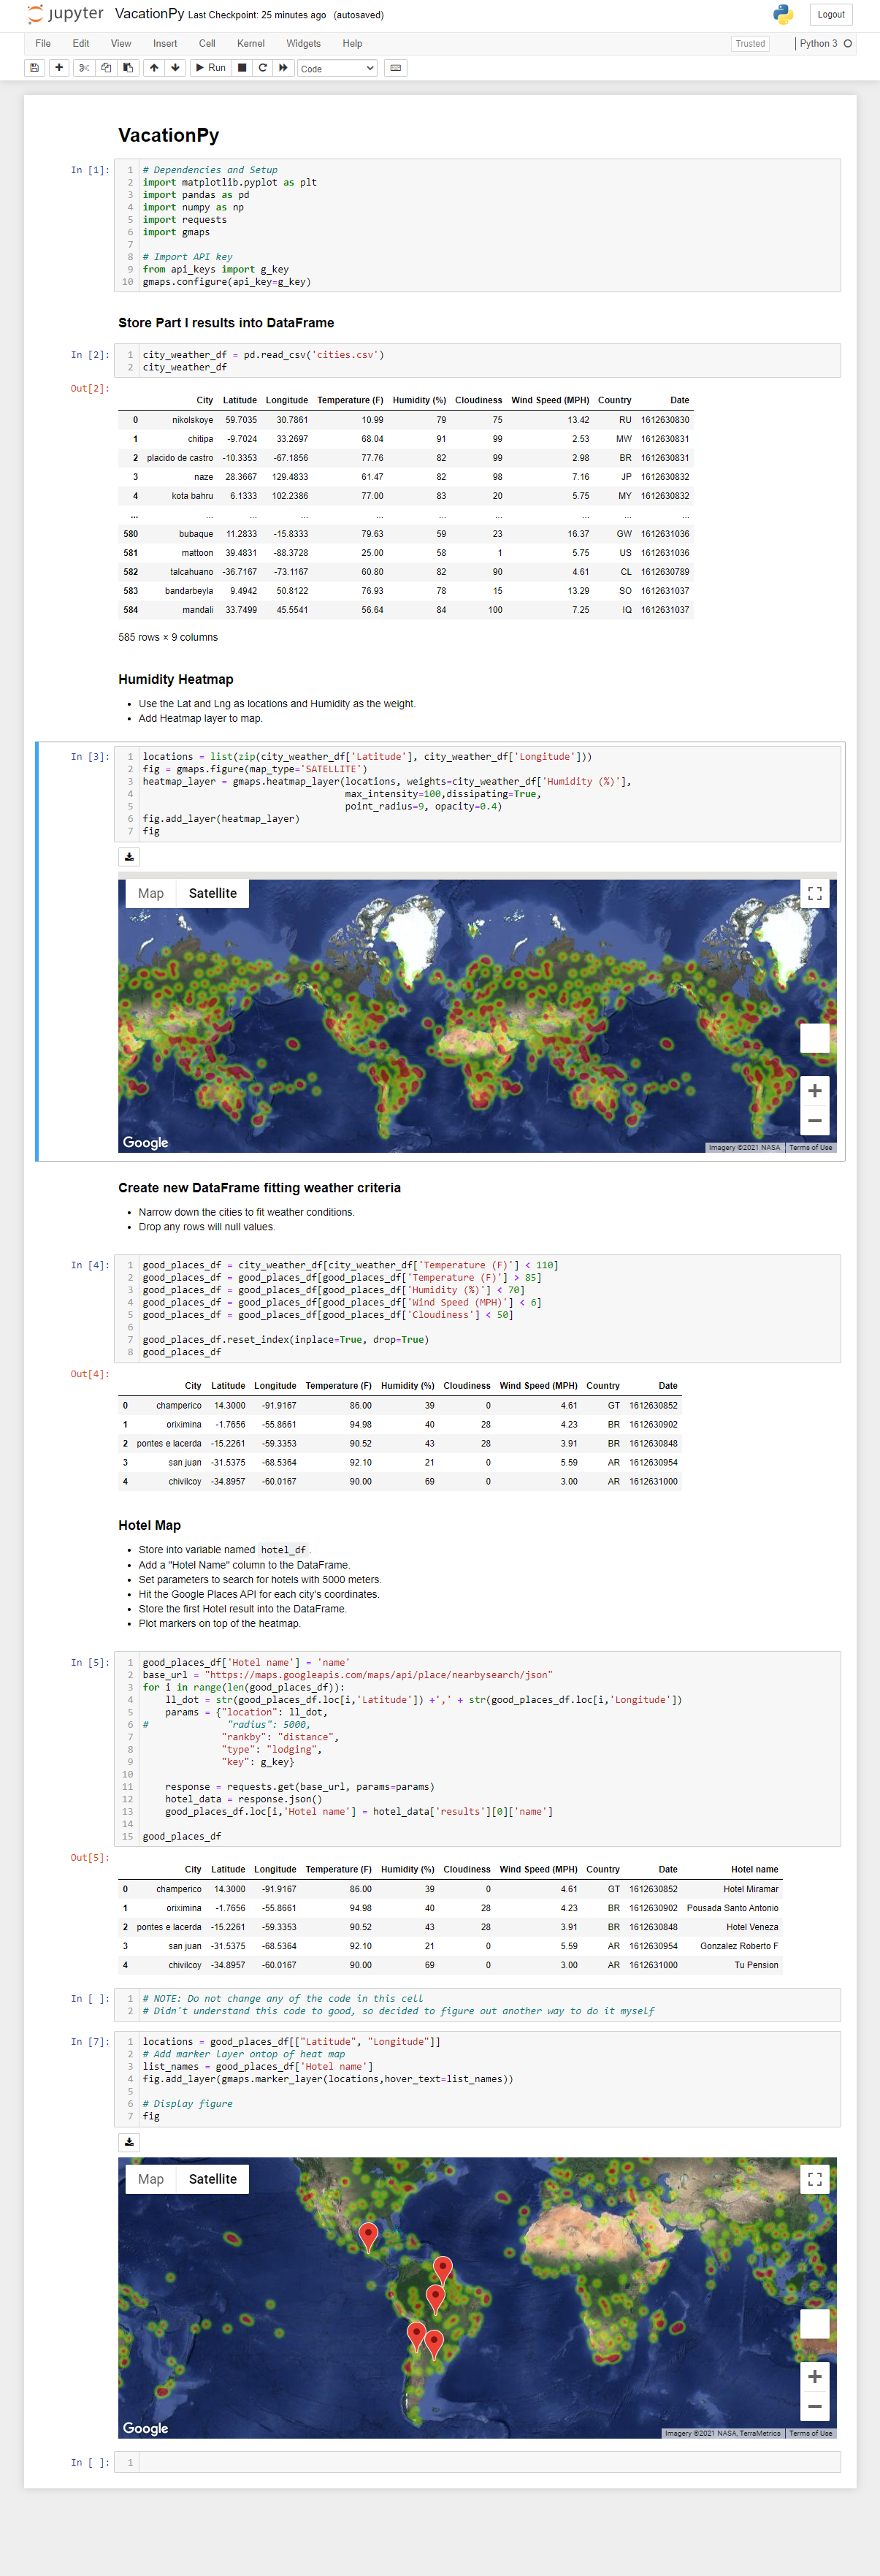 jupyter VacationPy Last Checkpoint: 25 minutes ago (autosaved) Logout
File Edit View Insert Cell Kernel Widgets Help Trusted Python 3
Run Code
VacationPy
In [1]:
1 # Dependencies and Setup
2 import matplotlib.pyplot as plt
3 import pandas as pd
4 import numpy as np
5 import requests
6 import gmaps
7
8 # Import API key
9 from api_keys import g_key
10 gmaps.configure(api_key=g_key)
Store Part I results into DataFrame
In [2]:
1 city_weather_df = pd.read_csv('cities.csv')
2 city_weather_df
Out[2]:
City Latitude Longitude Temperature (F) Humidity (%) Cloudiness Wind Speed (MPH) Country Date
0 nikolskoye 59.7035 30.7861 10.99 79 75 13.42 RU 1612630830
1 chitipa -9.7024 33.2697 68.04 91 99 2.53 MW 1612630831
2 placido de castro -10.3353 -67.1856 77.76 82 99 2.98 BR 1612630831
3 naze 28.3667 129.4833 61.47 82 98 7.16 JP 1612630832
4 kota bahru 6.1333 102.2386 77.00 83 20 5.75 MY 1612630832
... ... ... ... ... ... ... ... ... ...
580 bubaque 11.2833 -15.8333 79.63 59 23 16.37 GW 1612631036
581 mattoon 39.4831 -88.3728 25.00 58 1 5.75 US 1612631036
582 talcahuano -36.7167 -73.1167 60.80 82 90 4.61 CL 1612630789
583 bandarbeyla 9.4942 50.8122 76.93 78 15 13.29 SO 1612631037
584 mandali 33.7499 45.5541 56.64 84 100 7.25 IQ 1612631037
585 rows × 9 columns
Humidity Heatmap
• Use the Lat and Lng as locations and Humidity as the weight.
• Add Heatmap layer to map.
In [3]:
1 locations = list(zip(city_weather_df['Latitude'], city_weather_df['Longitude']))
2 fig = gmaps.figure(map_type='SATELLITE')
3 heatmap_layer = gmaps.heatmap_layer(locations, weights=city_weather_df['Humidity (%)'],
4 max_intensity=100,dissipating=True,
5 point_radius=9, opacity=0.4)
6 fig.add_layer(heatmap_layer)
7 fig
Map Satellite
Google Imagery ©2021 NASA Terms of Use
Create new DataFrame fitting weather criteria
• Narrow down the cities to fit weather conditions.
• Drop any rows will null values.
In [4]:
1 good_places_df = city_weather_df[city_weather_df['Temperature (F)'] < 110]
2 good_places_df = good_places_df[good_places_df['Temperature (F)'] > 85]
3 good_places_df = good_places_df[good_places_df['Humidity (%)'] < 70]
4 good_places_df = good_places_df[good_places_df['Wind Speed (MPH)'] < 6]
5 good_places_df = good_places_df[good_places_df['Cloudiness'] < 50]
6
7 good_places_df.reset_index(inplace=True, drop=True)
8 good_places_df
Out[4]:
City Latitude Longitude Temperature (F) Humidity (%) Cloudiness Wind Speed (MPH) Country Date
0 champerico 14.3000 -91.9167 86.00 39 0 4.61 GT 1612630852
1 oriximina -1.7656 -55.8661 94.98 40 28 4.23 BR 1612630902
2 pontes e lacerda -15.2261 -59.3353 90.52 43 28 3.91 BR 1612630848
3 san juan -31.5375 -68.5364 92.10 21 0 5.59 AR 1612630954
4 chivilcoy -34.8957 -60.0167 90.00 69 0 3.00 AR 1612631000
Hotel Map
• Store into variable named hotel_df.
• Add a "Hotel Name" column to the DataFrame.
• Set parameters to search for hotels with 5000 meters.
• Hit the Google Places API for each city's coordinates.
• Store the first Hotel result into the DataFrame.
• Plot markers on top of the heatmap.
In [5]:
1 good_places_df['Hotel name'] = 'name'
2 base_url = "https://maps.googleapis.com/maps/api/place/nearbysearch/json"
3 for i in range(len(good_places_df)):
4 ll_dot = str(good_places_df.loc[i,'Latitude']) +',' + str(good_places_df.loc[i,'Longitude'])
5 params = {"location": ll_dot,
6 # "radius": 5000,
7 "rankby": "distance",
8 "type": "lodging",
9 "key": g_key}
10
11 response = requests.get(base_url, params=params)
12 hotel_data = response.json()
13 good_places_df.loc[i,'Hotel name'] = hotel_data['results'][0]['name']
14
15 good_places_df
Out[5]:
City Latitude Longitude Temperature (F) Humidity (%) Cloudiness Wind Speed (MPH) Country Date Hotel name
0 champerico 14.3000 -91.9167 86.00 39 0 4.61 GT 1612630852 Hotel Miramar
1 oriximina -1.7656 -55.8661 94.98 40 28 4.23 BR 1612630902 Pousada Santo Antonio
2 pontes e lacerda -15.2261 -59.3353 90.52 43 28 3.91 BR 1612630848 Hotel Veneza
3 san juan -31.5375 -68.5364 92.10 21 0 5.59 AR 1612630954 Gonzalez Roberto F
4 chivilcoy -34.8957 -60.0167 90.00 69 0 3.00 AR 1612631000 Tu Pension
In [ ]:
1 # NOTE: Do not change any of the code in this cell
2 # Didn't understand this code to good, so decided to figure out another way to do it myself
In [7]:
1 locations = good_places_df[["Latitude", "Longitude"]]
2 # Add marker layer ontop of heat map
3 list_names = good_places_df['Hotel name']
4 fig.add_layer(gmaps.marker_layer(locations,hover_text=list_names))
5
6 # Display figure
7 fig
Map Satellite
Google Imagery ©2021 NASA, TerraMetrics Terms of Use
In [ ]:
1